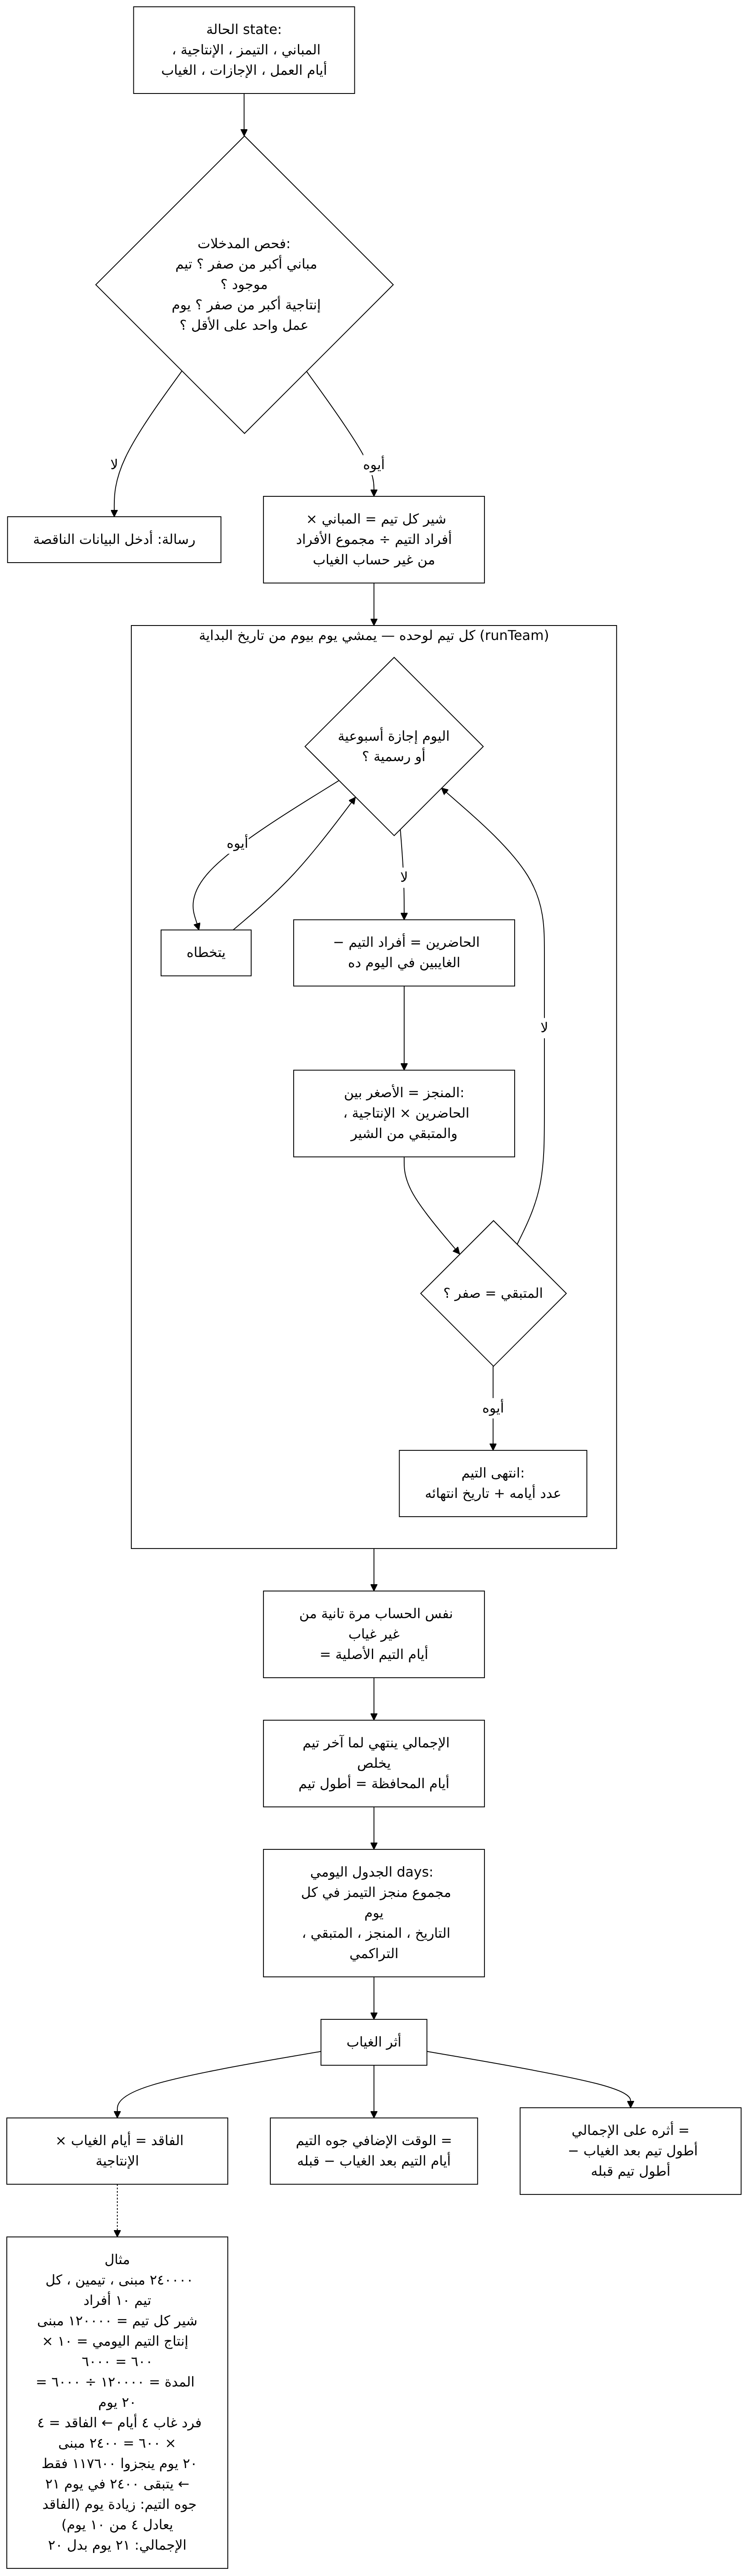 الحالة state:
المباني ، التيمز ، الإنتاجية ،
أيام العمل ، الإجازات ، الغياب
فحص المدخلات:
مباني أكبر من صفر ؟ تيم
موجود ؟
إنتاجية أكبر من صفر ؟ يوم
عمل واحد على الأقل ؟
لا
أيوه
رسالة: أدخل البيانات الناقصة
شير كل تيم = المباني ×
أفراد التيم ÷ مجموع الأفراد
من غير حساب الغياب
كل تيم لوحده — يمشي يوم بيوم من تاريخ البداية (runTeam)
اليوم إجازة أسبوعية
أو رسمية ؟
أيوه
لا
يتخطاه
الحاضرين = أفراد التيم −
الغايبين في اليوم ده
لا
المنجز = الأصغر بين:
الحاضرين × الإنتاجية ،
والمتبقي من الشير
المتبقي = صفر ؟
أيوه
انتهى التيم:
عدد أيامه + تاريخ انتهائه
نفس الحساب مرة تانية من
غير غياب
= أيام التيم الأصلية
الإجمالي ينتهي لما آخر تيم
يخلص
أيام المحافظة = أطول تيم
الجدول اليومي days:
مجموع منجز التيمز في كل
يوم
التاريخ ، المنجز ، المتبقي ،
التراكمي
أثر الغياب
الفاقد = أيام الغياب ×
الإنتاجية
الوقت الإضافي جوه التيم =
أيام التيم بعد الغياب − قبله
أثره على الإجمالي =
أطول تيم بعد الغياب −
أطول تيم قبله
مثال
٢٤٠٠٠٠ مبنى ، تيمين ، كل
تيم ١٠ أفراد
شير كل تيم = ١٢٠٠٠٠ مبنى
إنتاج التيم اليومي = ١٠ ×
٦٠٠ = ٦٠٠٠
المدة = ١٢٠٠٠٠ ÷ ٦٠٠٠ =
٢٠ يوم
فرد غاب ٤ أيام ← الفاقد = ٤
× ٦٠٠ = ٢٤٠٠ مبنى
٢٠ يوم ينجزوا ١١٧٦٠٠ فقط
← يتبقى ٢٤٠٠ في يوم ٢١
جوه التيم: زيادة يوم (الفاقد
يعادل ٤ من ١٠ يوم)
الإجمالي: ٢١ يوم بدل ٢٠